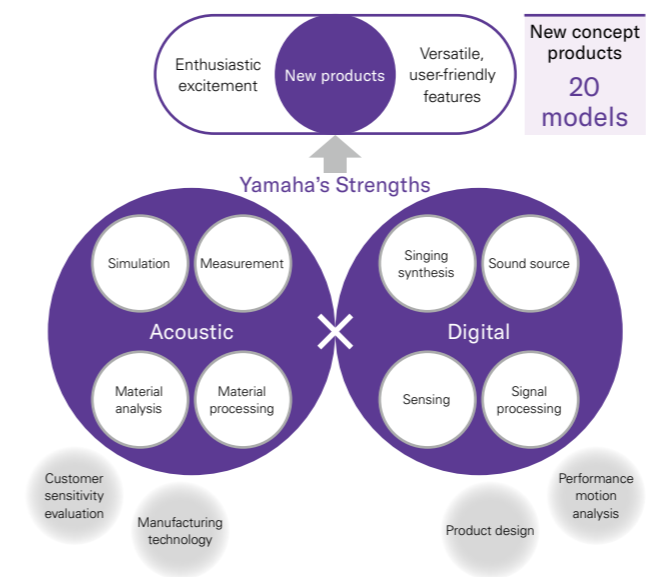 Enthusiastic
excitement
New products
Versatile,
user-friendly
features
New concept
products
20
models
Yamaha’s Strengths
Simulation
Measurement
Singing
synthesis
Sound source
Acoustic
Digital
Material
analysis
Material
processing
Sensing
Signal
processing
Customer
sensitivity
evaluation
Manufacturing
technology
Product design
Performance
motion
analysis